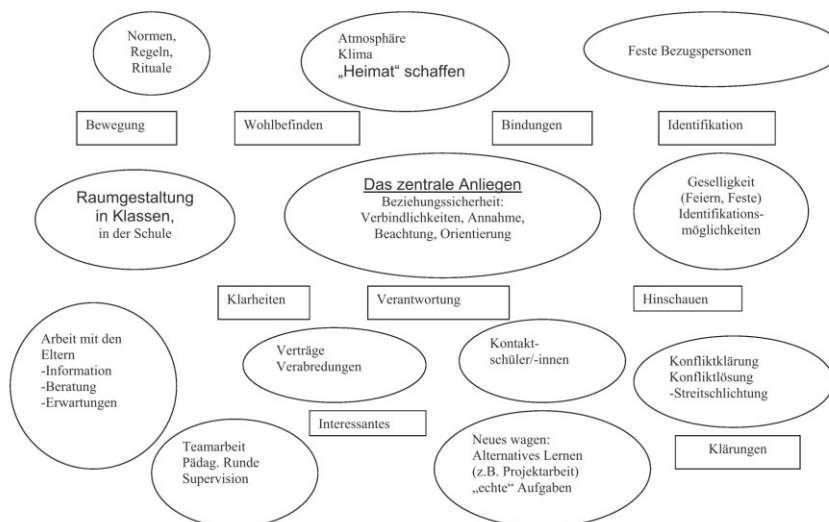 Normen,
Regeln,
Rituale
Atmosphäre
Klima
„Heimat“ schaffen
Feste Bezugspersonen
Bewegung
Wohlbefinden
Bindungen
Identifikation
Raumgestaltung
in Klassen,
in der Schule
Das zentrale Anliegen
Beziehungssicherheit:
Verbindlichkeiten, Annahme,
Beachtung, Orientierung
Geselligkeit
(Feiern, Feste)
Identifikations-
möglichkeiten
Klarheiten
Verantwortung
Hinschauen
Arbeit mit den
Eltern
-Information
-Beratung
-Erwartungen
Verträge
Verabredungen
Kontakt-
schüler/-innen
Konfliktklärung
Konfliktlösung
-Streitschlichtung
Interessantes
Teamarbeit
Pädag. Runde
Supervision
Neues wagen:
Alternatives Lernen
(z.B. Projektarbeit)
„echte“ Aufgaben
Klärungen